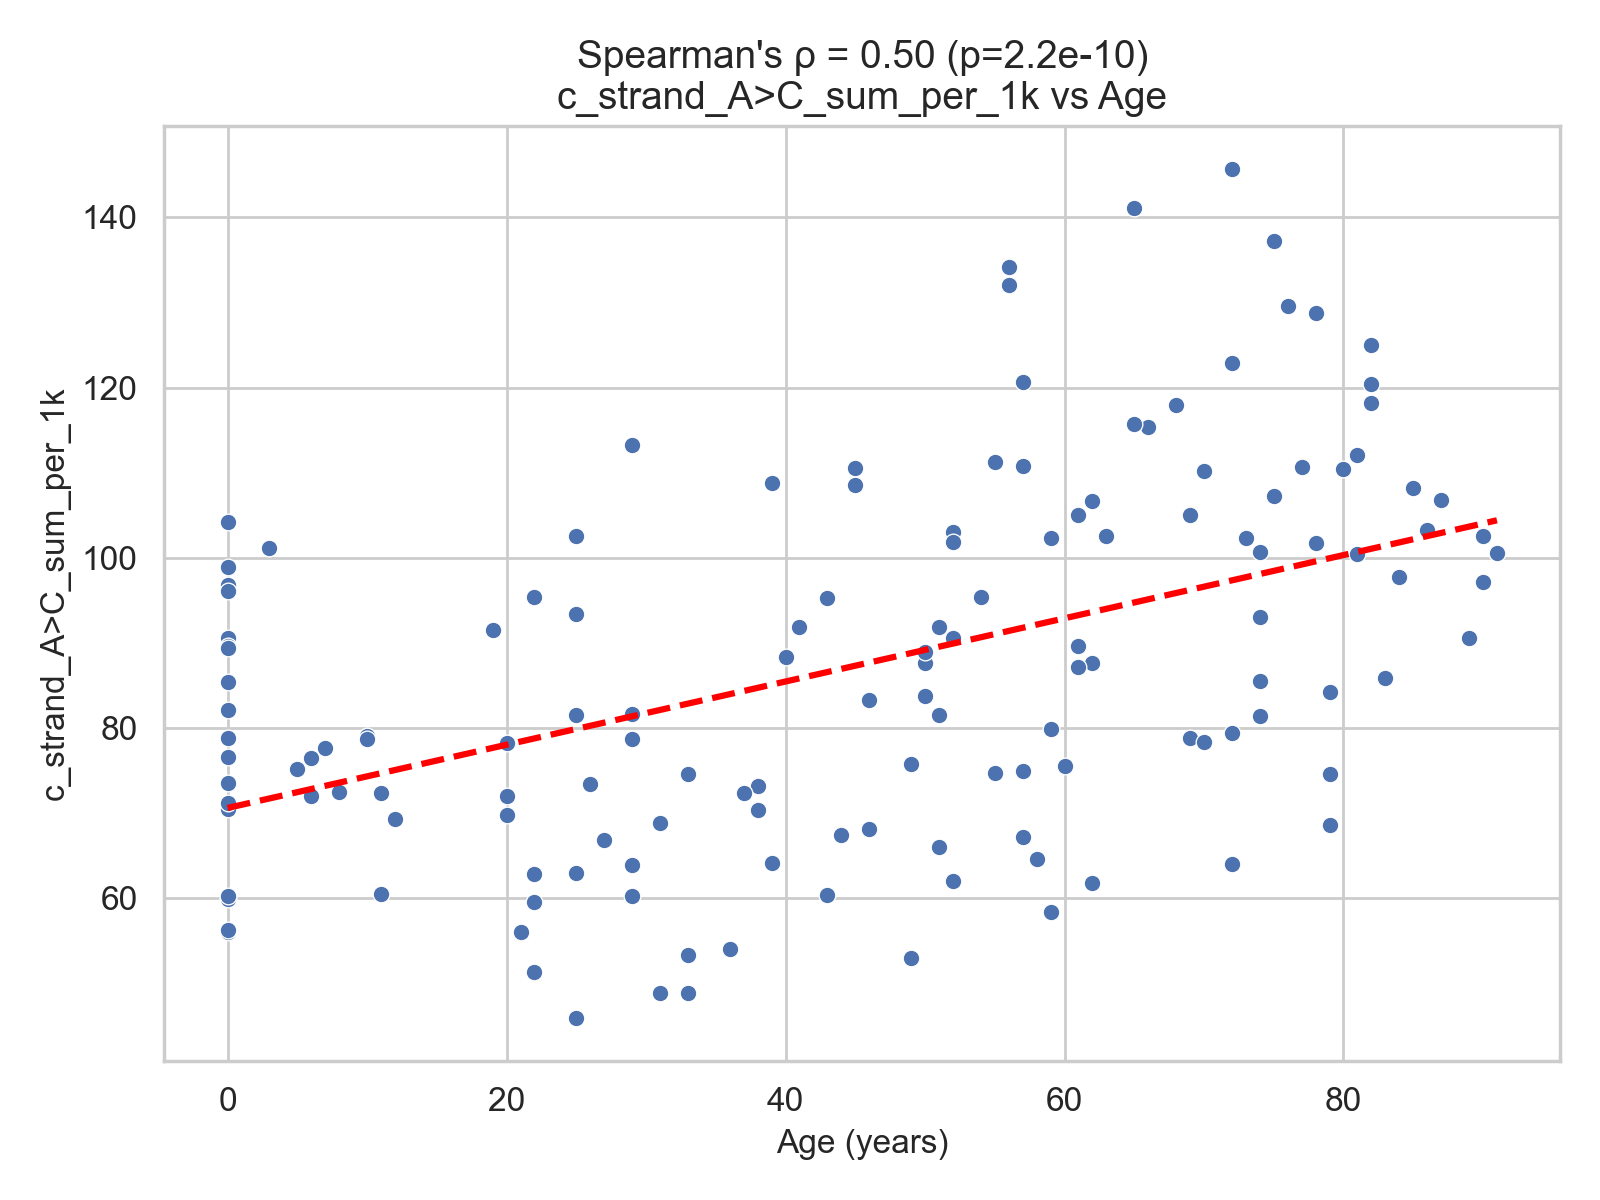 Spearman's ρ = 0.50 (p=2.2e-10)
c_strand_A>C_sum_per_1k vs Age
c_strand_A>C_sum_per_1k
140
120
100
80
60
0
20
40
60
80
Age (years)